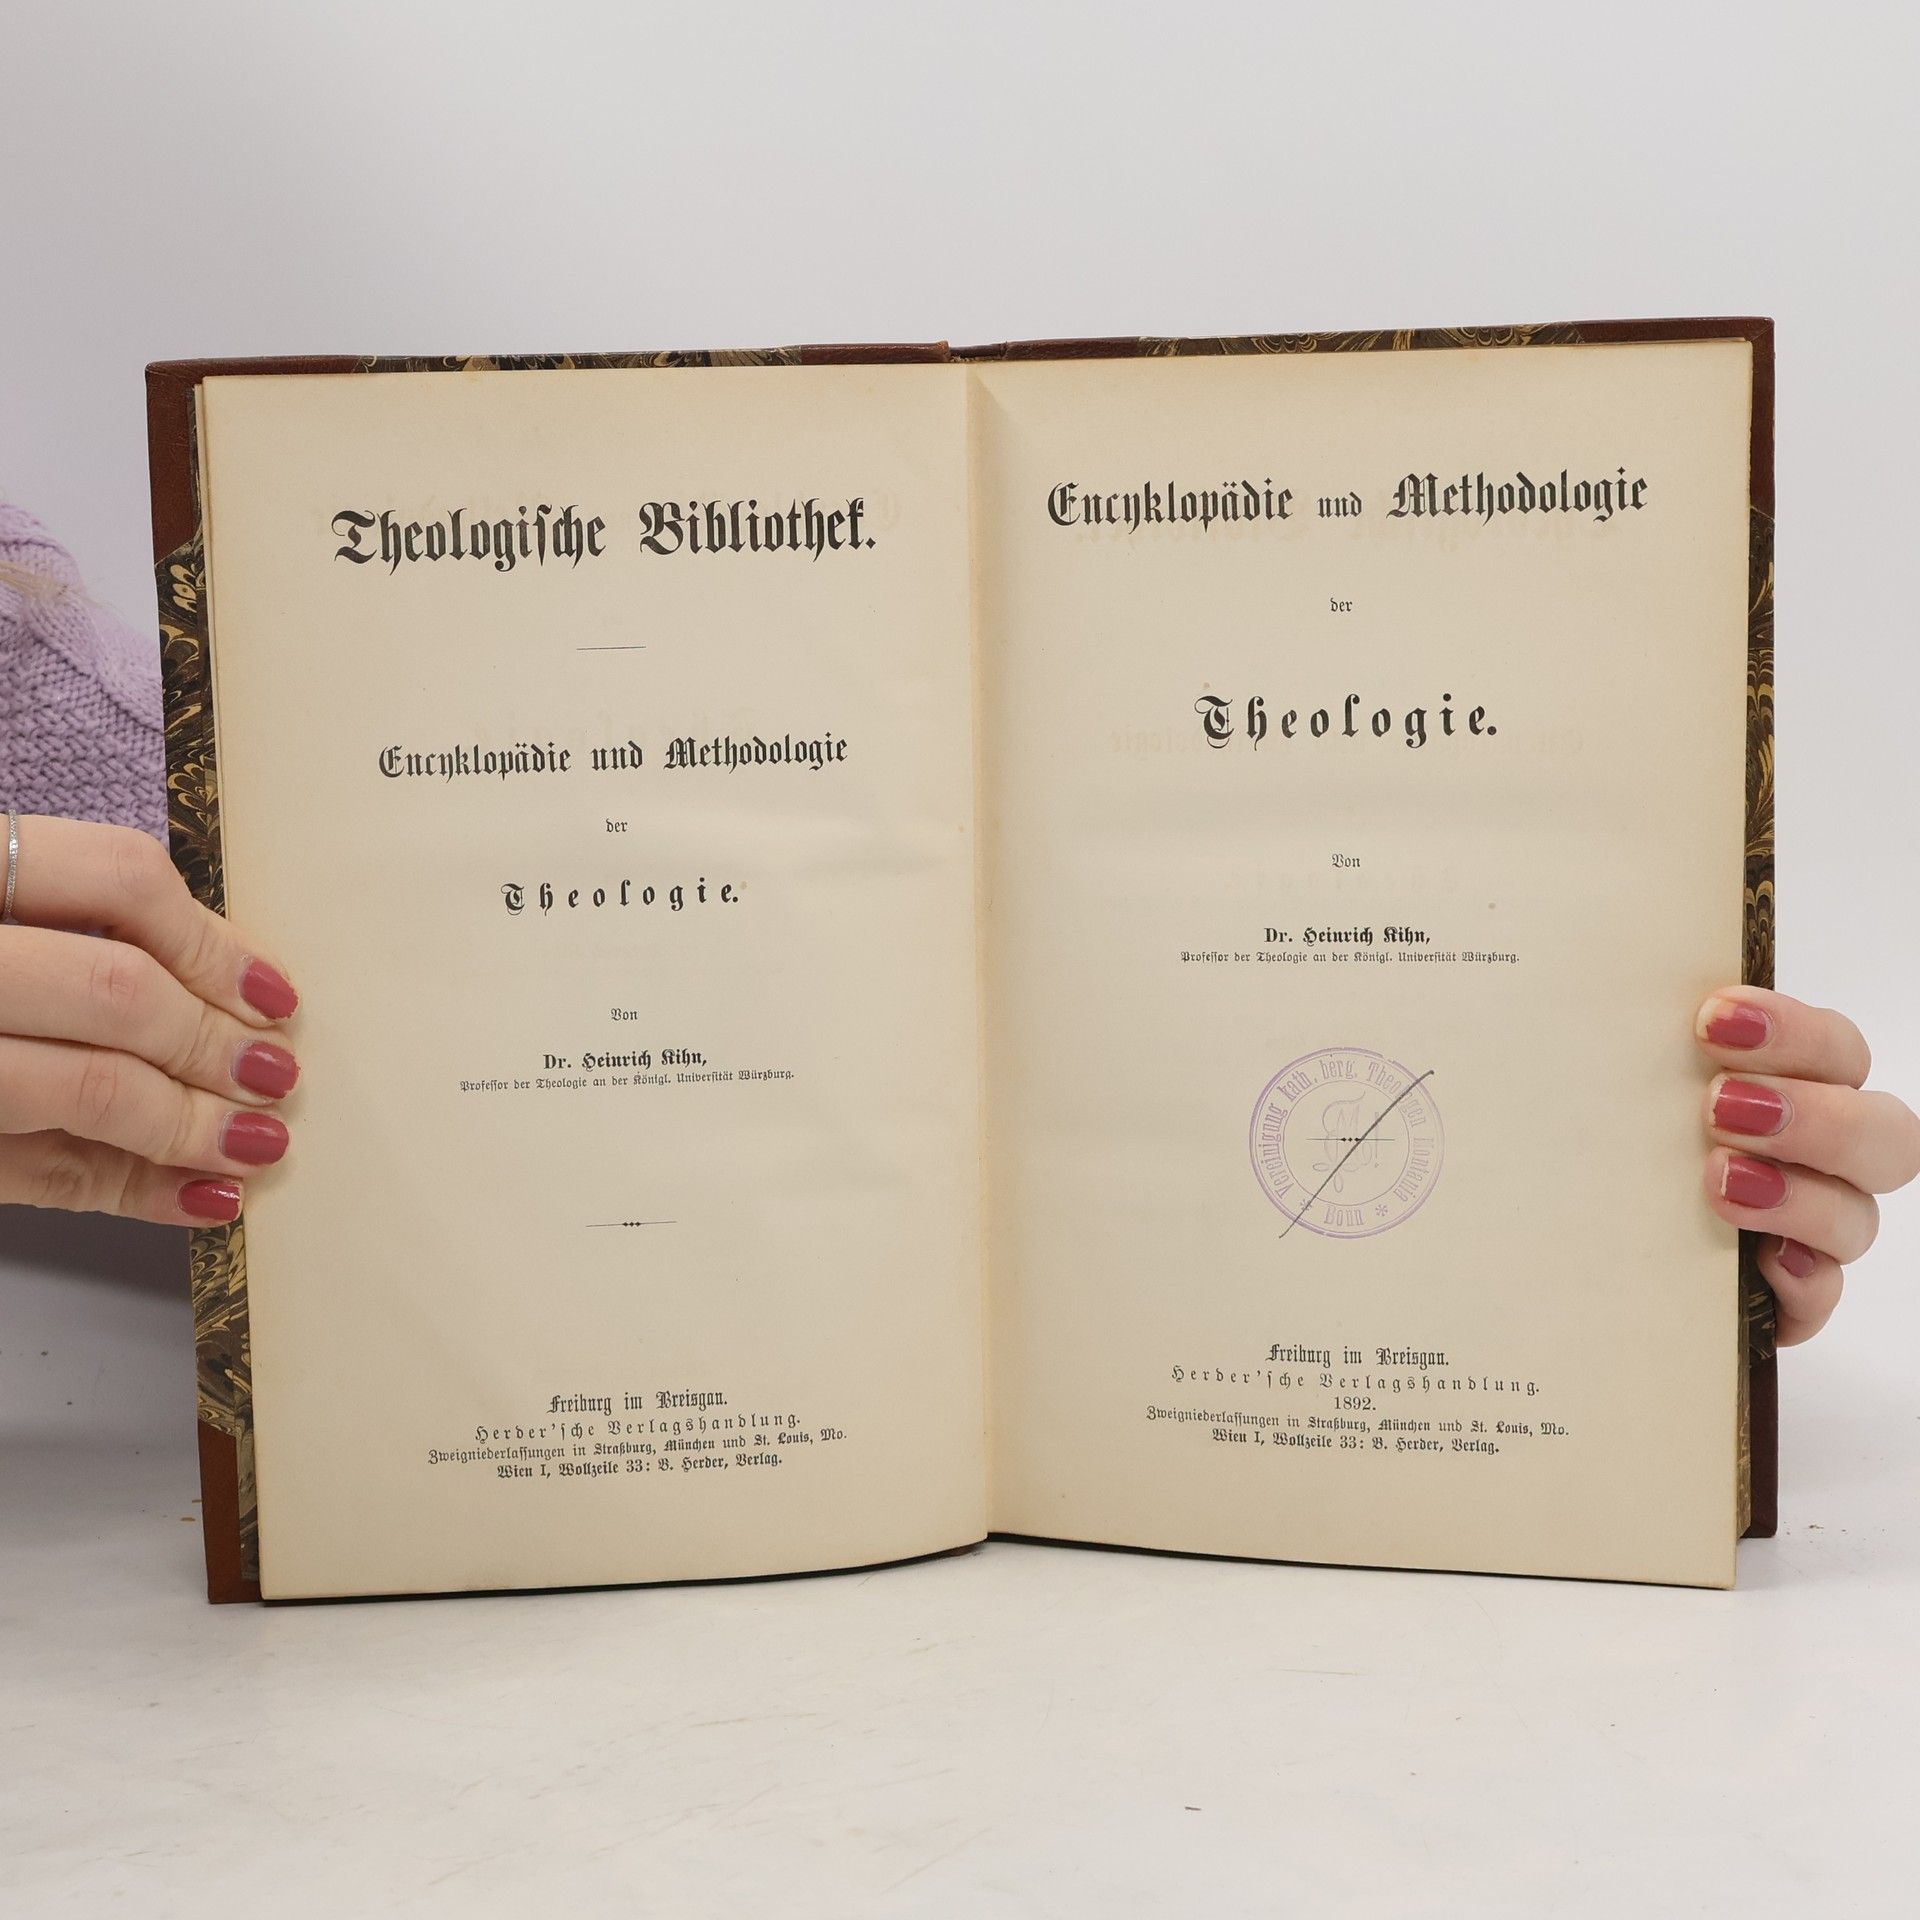 Theologische Bibliothek.
Encyklopädie und Methodologie
der
Theologie.
Von
Dr. Heinrich Kihn,
Professor der Theologie an der Königl. Universität Würzburg.
Freiburg im Breisgau.
Herder'sche Verlagshandlung.
Zweigniederlassungen in Straßburg, München und St. Louis, Mo.
Wien I, Wollzeile 33: B. Herder, Verlag.
Encyklopädie und Methodologie
der
Theologie.
Von
Dr. Heinrich Kihn,
Professor der Theologie an der Königl. Universität Würzburg.
Vereinigung kath. berg. Theologen Montania
* Bonn *
Freiburg im Breisgau.
Herder'sche Verlagshandlung.
1892.
Zweigniederlassungen in Straßburg, München und St. Louis, Mo.
Wien I, Wollzeile 33: B. Herder, Verlag.